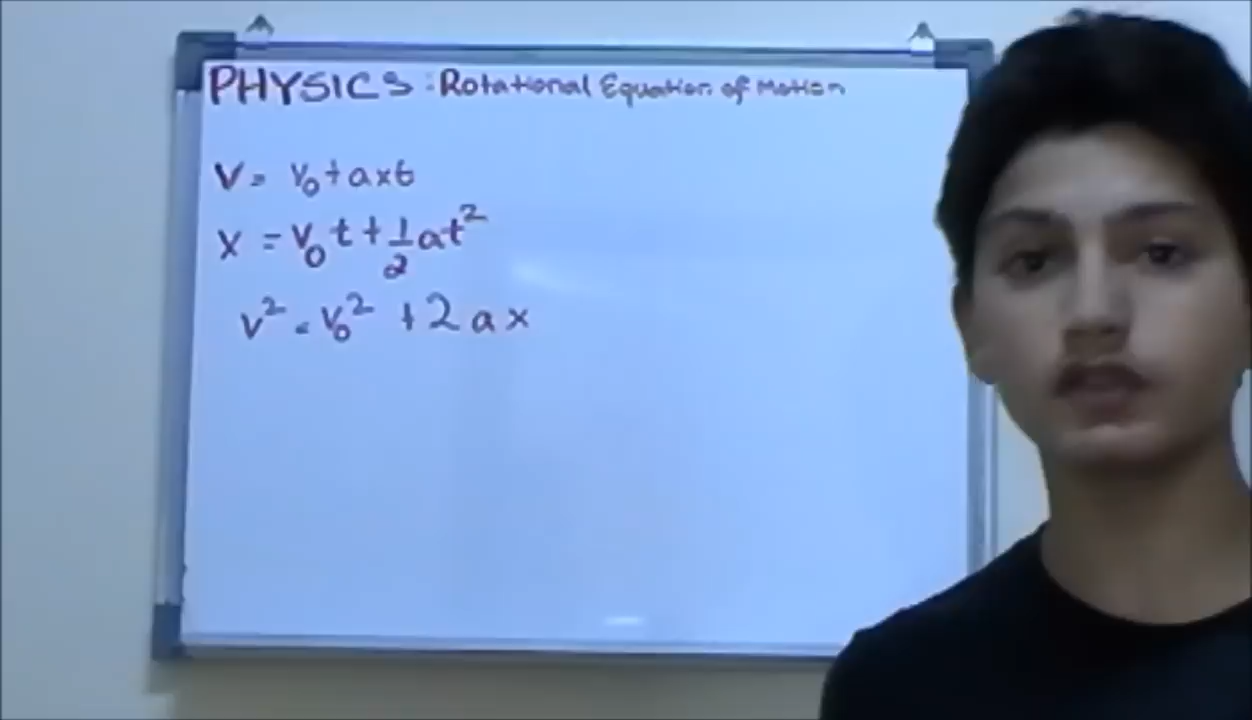 PHYSICS : Rotational Equation of Motion
V = V₀ + a x t
x = V₀ t + 1/2 at²
v² = v₀² + 2 a x